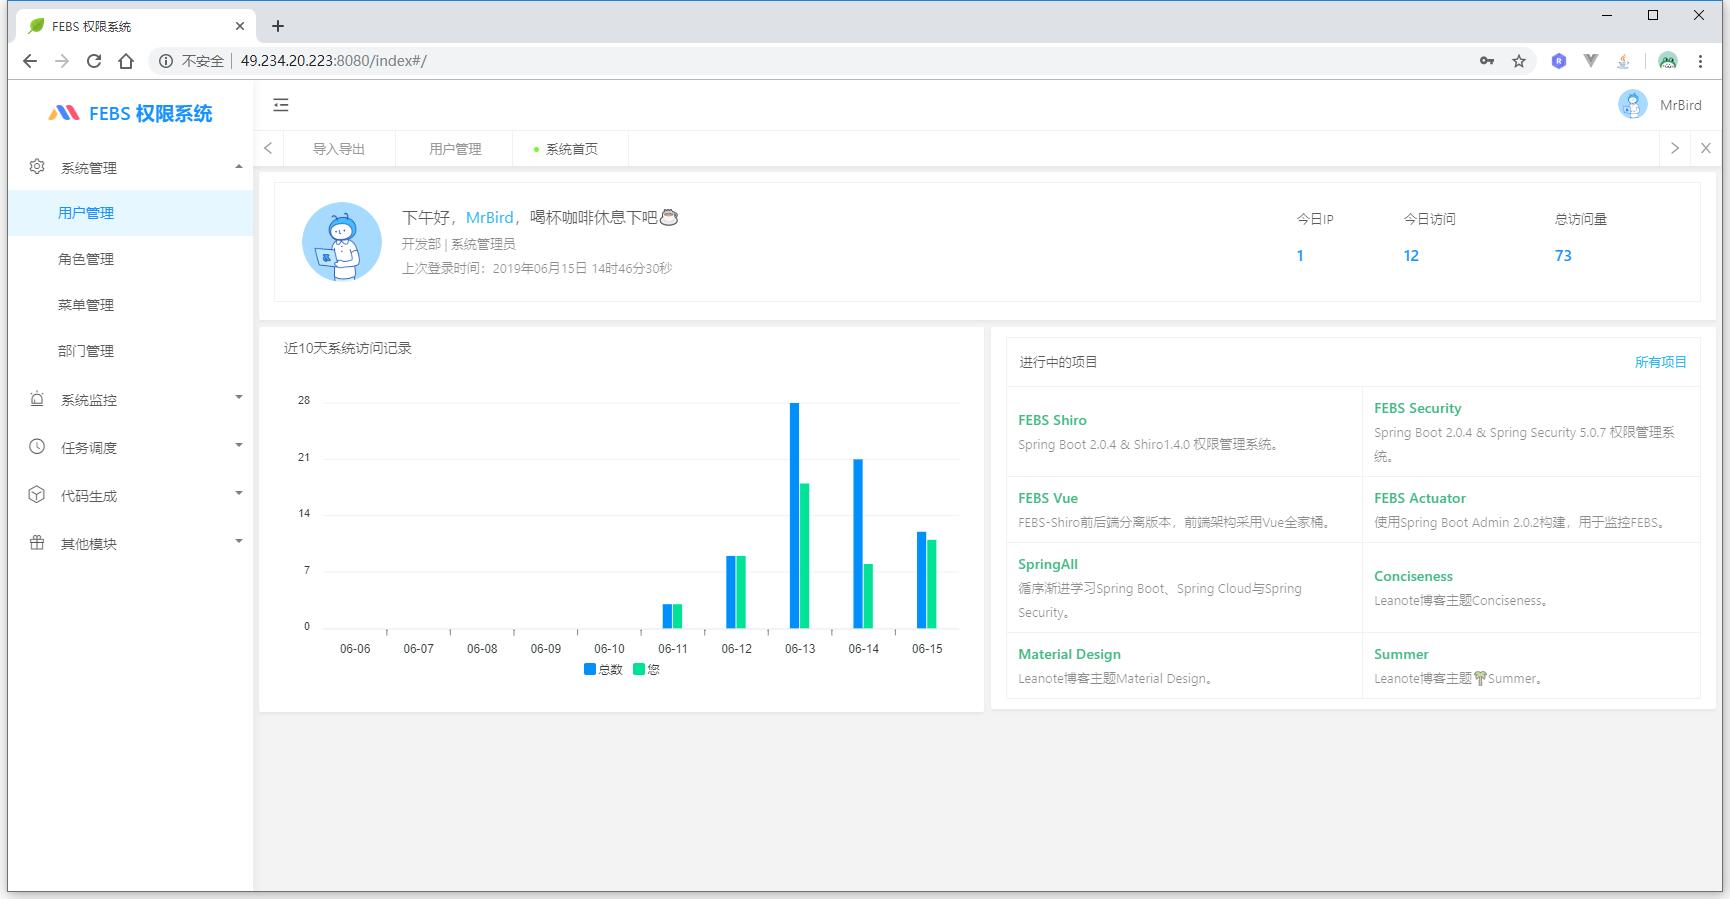 FEBS 权限系统
不安全 | 49.234.20.223:8080/index#/
FEBS 权限系统
MrBird
系统管理
用户管理
角色管理
菜单管理
部门管理
系统监控
任务调度
代码生成
其他模块
导入导出
用户管理
系统首页
下午好，MrBird，喝杯咖啡休息下吧☕
开发部 | 系统管理员
上次登录时间：2019年06月15日 14时46分30秒
今日IP
1
今日访问
12
总访问量
73
近10天系统访问记录
28
21
14
7
0
06-06 06-07 06-08 06-09 06-10 06-11 06-12 06-13 06-14 06-15
总数 您
进行中的项目
所有项目
FEBS Shiro
Spring Boot 2.0.4 & Shiro1.4.0 权限管理系统。
FEBS Security
Spring Boot 2.0.4 & Spring Security 5.0.7 权限管理系
统。
FEBS Vue
FEBS-Shiro前后端分离版本，前端架构采用Vue全家桶。
FEBS Actuator
使用Spring Boot Admin 2.0.2构建，用于监控FEBS。
SpringAll
循序渐进学习Spring Boot、Spring Cloud与Spring
Security。
Conciseness
Leanote博客主题Conciseness。
Material Design
Leanote博客主题Material Design。
Summer
Leanote博客主题🌴Summer。